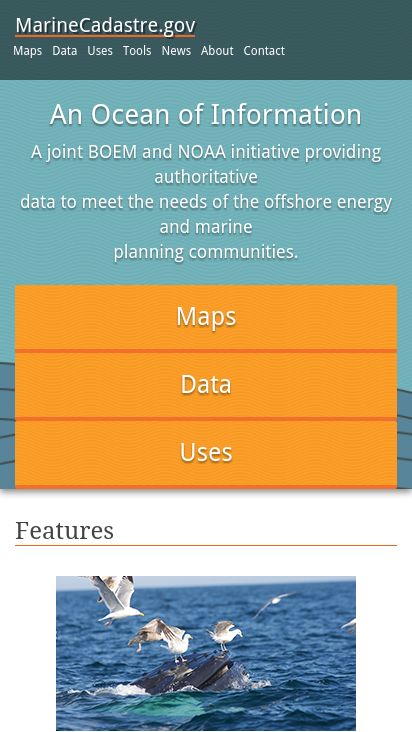 MarineCadastre.gov
Maps Data Uses Tools News About Contact
An Ocean of Information
A joint BOEM and NOAA initiative providing
authoritative
data to meet the needs of the offshore energy
and marine
planning communities.
Maps
Data
Uses
Features